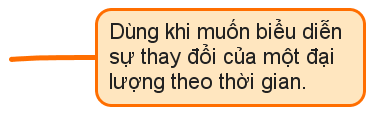 Dùng khi muốn biểu diễn
sự thay đổi của một đại
lượng theo thời gian.